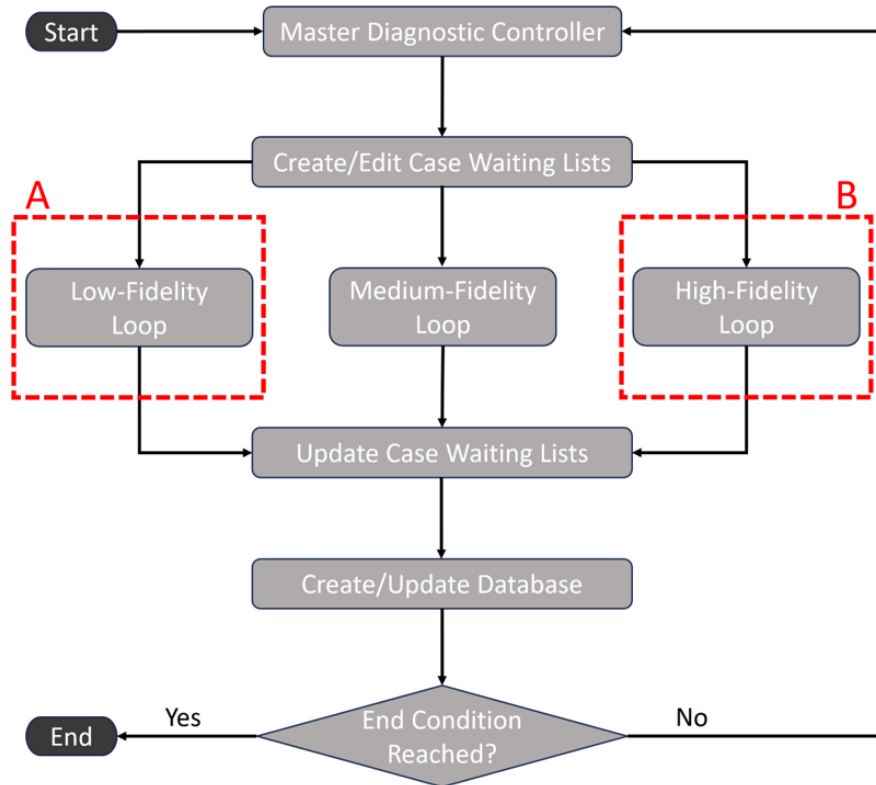 Start
Master Diagnostic Controller
Create/Edit Case Waiting Lists
A
B
Low-Fidelity
Loop
Medium-Fidelity
Loop
High-Fidelity
Loop
Update Case Waiting Lists
Create/Update Database
End
Yes
End Condition
Reached?
No